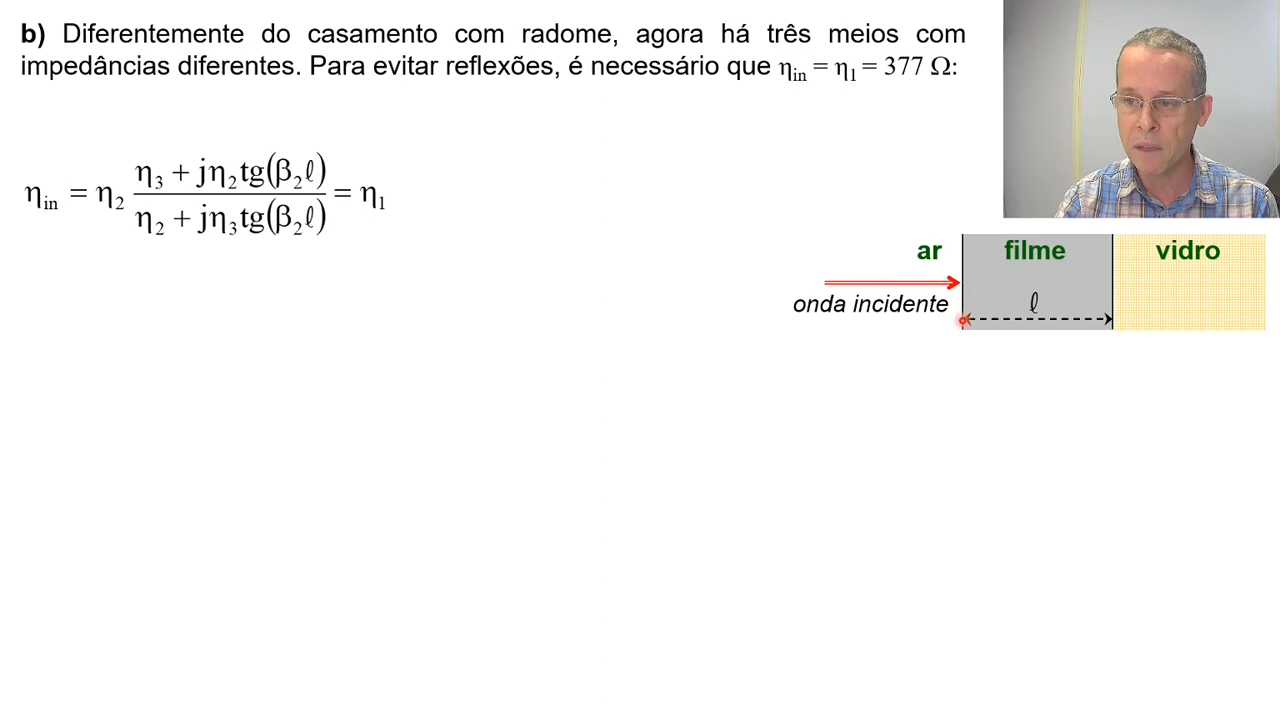 b) Diferentemente do casamento com radome, agora há três meios com
impedâncias diferentes. Para evitar reflexões, é necessário que ηin = η1 = 377 Ω:
ηin = η2 (η3 + jη2tg(β2ℓ)) / (η2 + jη3tg(β2ℓ)) = η1
ar filme vidro
onda incidente ℓ